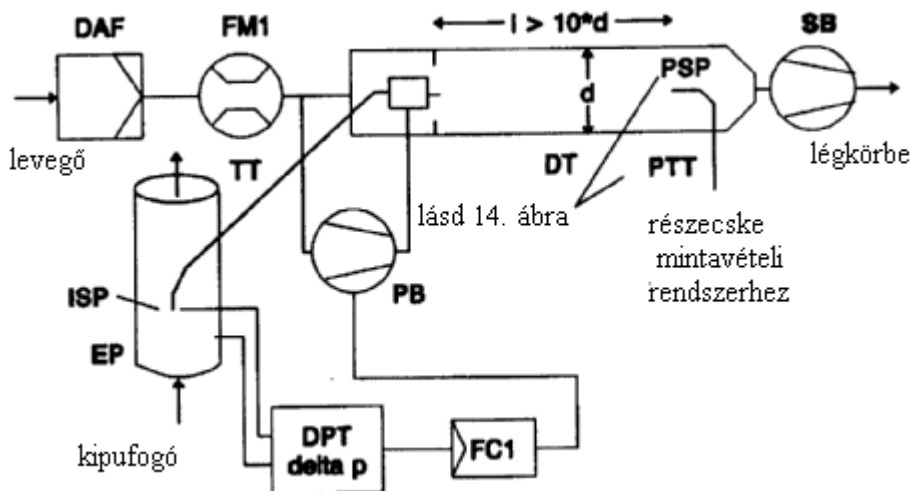 DAF
FM1
l > 10*d
SB
PSP
d
levegő
TT
DT
PTT
légkörbe
lásd 14. ábra
részecske
mintavételi
rendszerhez
ISP
PB
EP
DPT
delta p
FC1
kipufogó